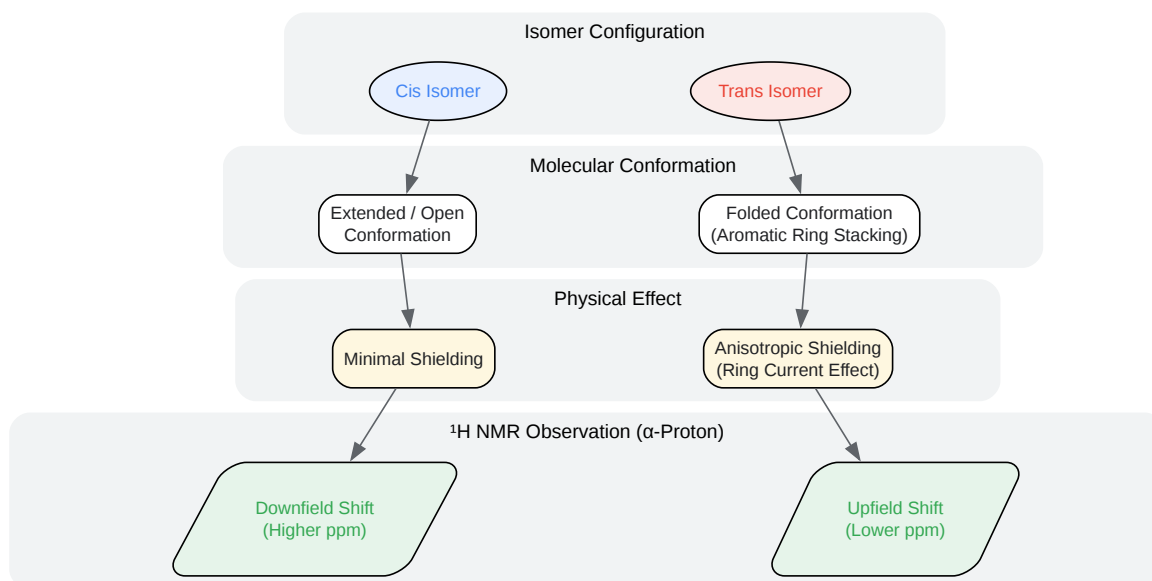 Isomer Configuration
Cis Isomer
Trans Isomer
Molecular Conformation
Extended / Open
Conformation
Folded Conformation
(Aromatic Ring Stacking)
Physical Effect
Minimal Shielding
Anisotropic Shielding
(Ring Current Effect)
¹H NMR Observation (α-Proton)
Downfield Shift
(Higher ppm)
Upfield Shift
(Lower ppm)